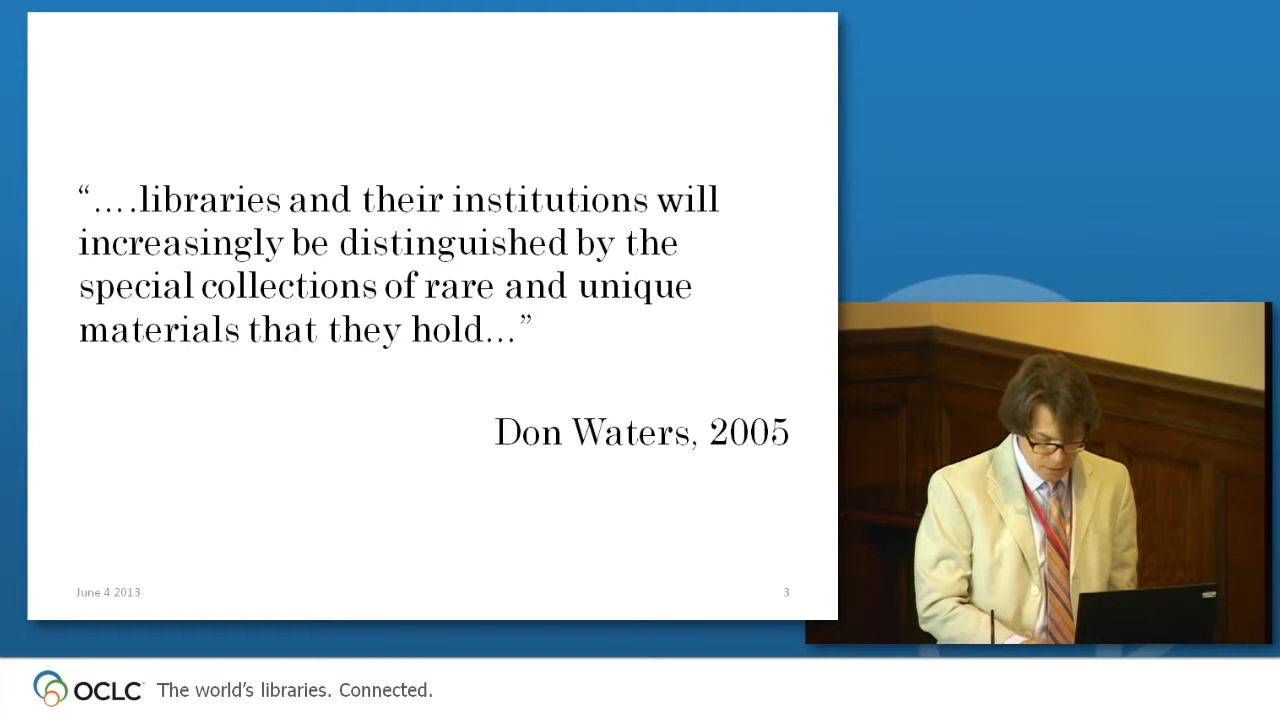 “….libraries and their institutions will
increasingly be distinguished by the
special collections of rare and unique
materials that they hold…”
Don Waters, 2005
June 4 2013
3
OCLC
The world’s libraries. Connected.